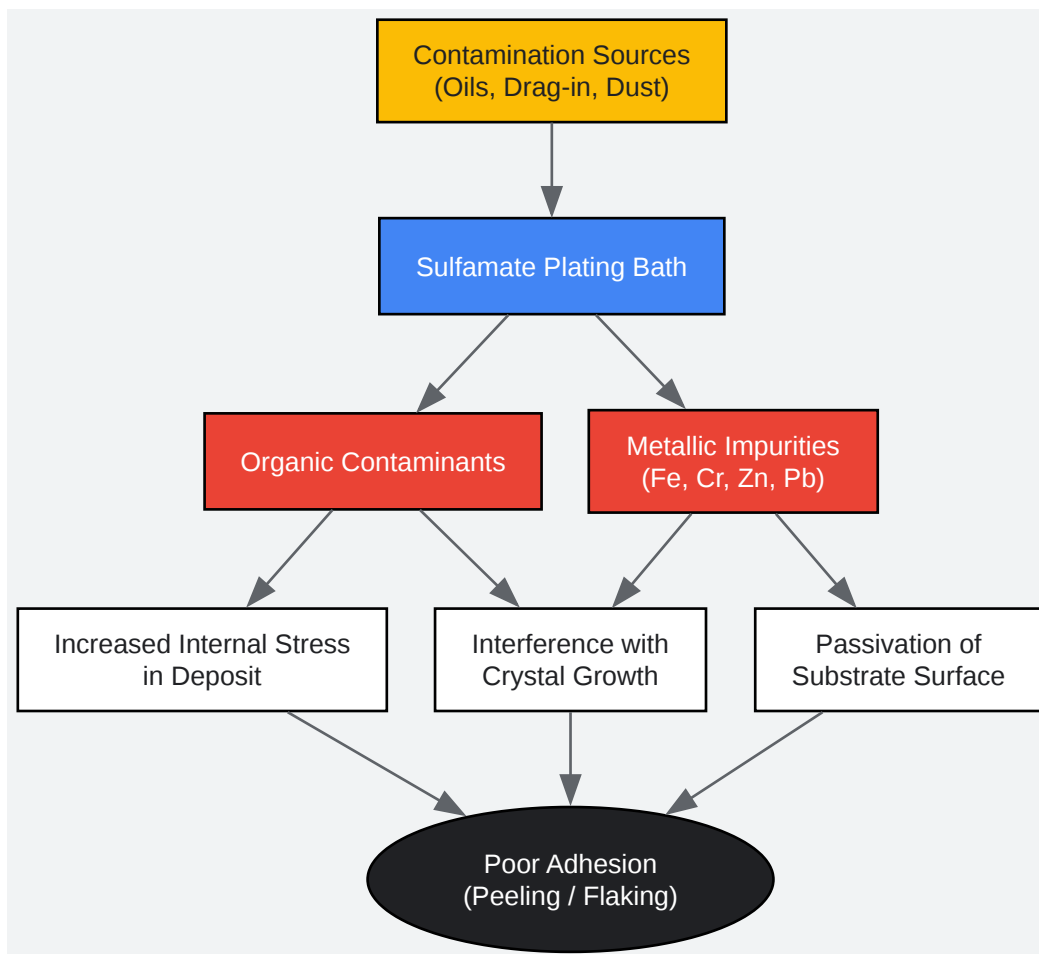 Contamination Sources
(Oils, Drag-in, Dust)
Sulfamate Plating Bath
Organic Contaminants
Metallic Impurities
(Fe, Cr, Zn, Pb)
Increased Internal Stress
in Deposit
Interference with
Crystal Growth
Passivation of
Substrate Surface
Poor Adhesion
(Peeling / Flaking)